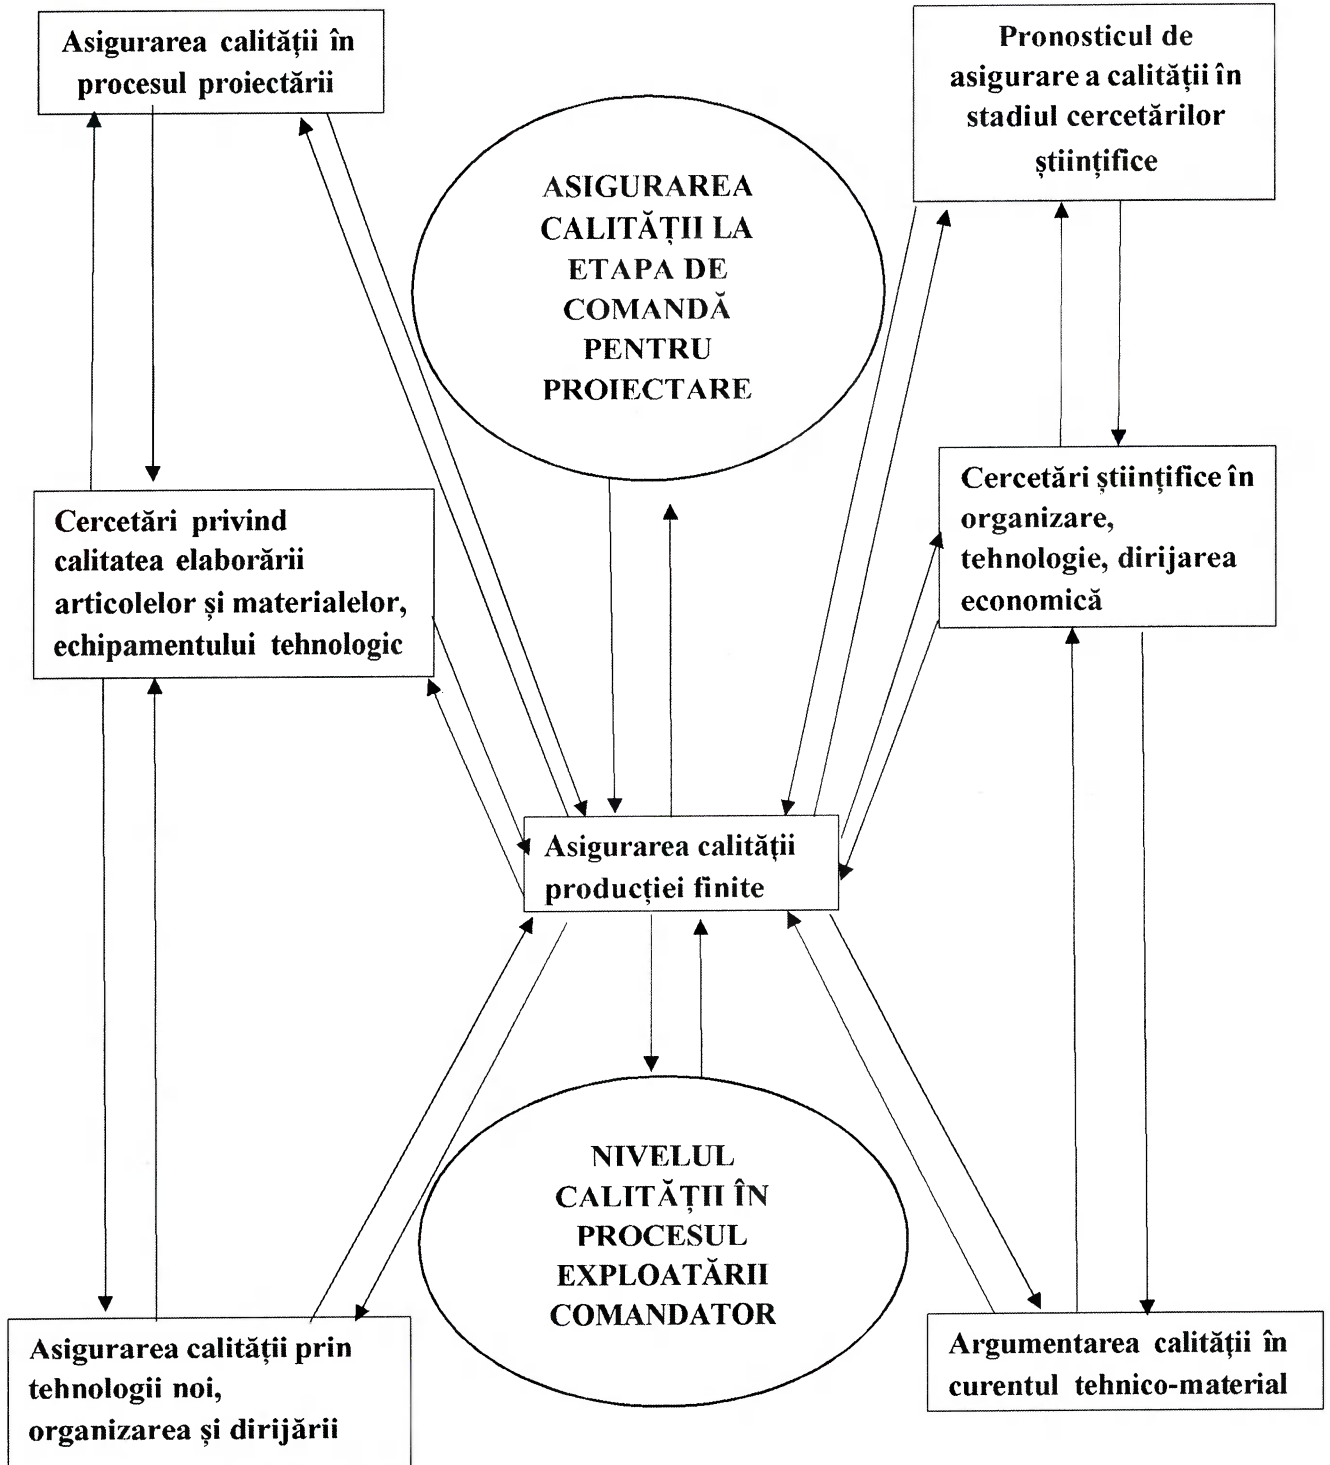 Asigurarea calității în
procesul proiectării
Pronosticul de
asigurare a calității în
stadiul cercetărilor
științifice
ASIGURAREA
CALITĂȚII LA
ETAPA DE
COMANDĂ
PENTRU
PROIECTARE
Cercetări privind
calitatea elaborării
articolelor și materialelor,
echipamentului tehnologic
Cercetări științifice în
organizare,
tehnologie, dirijarea
economică
Asigurarea calității
producției finite
NIVELUL
CALITĂȚII ÎN
PROCESUL
EXPLOATĂRII
COMANDATOR
Asigurarea calității prin
tehnologii noi,
organizarea și dirijării
Argumentarea calității în
curentul tehnico-material